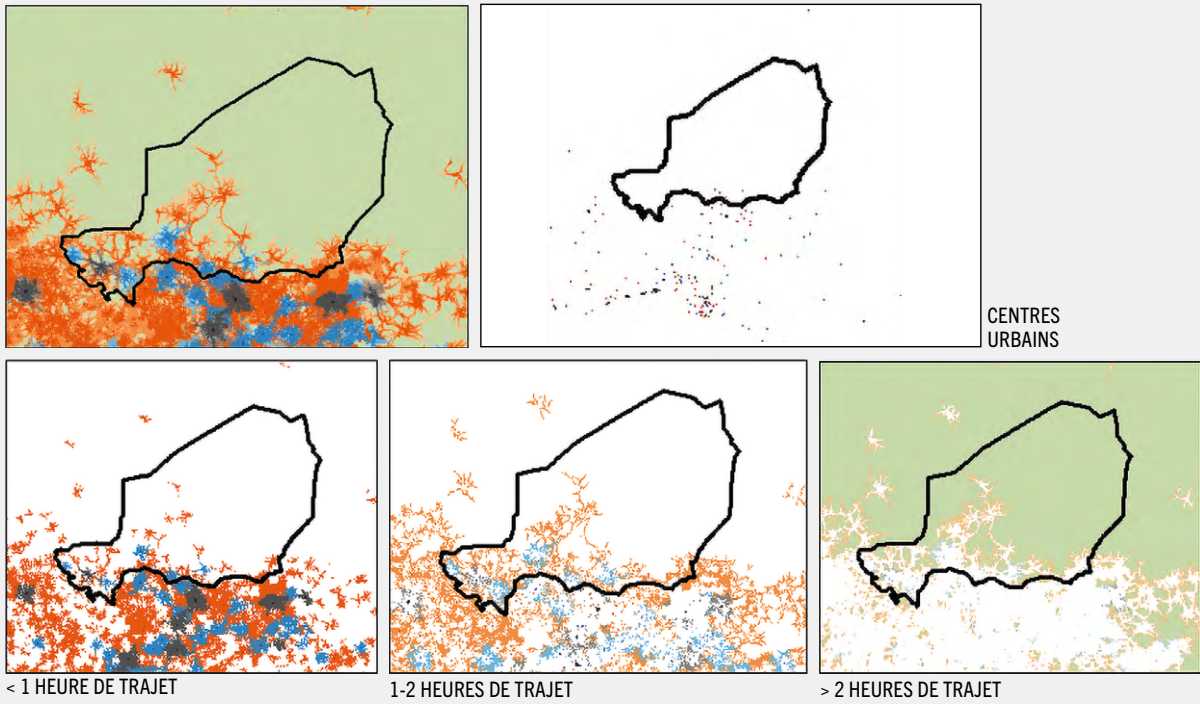 CENTRES
URBAINS
< 1 HEURE DE TRAJET
1-2 HEURES DE TRAJET
> 2 HEURES DE TRAJET